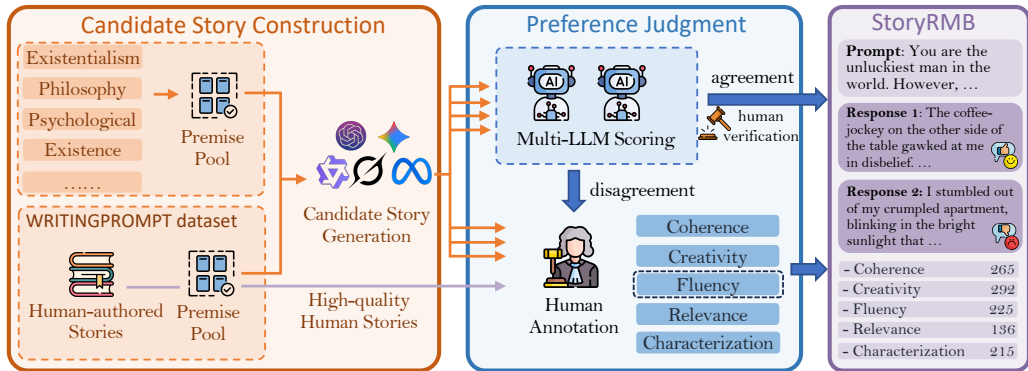 Candidate Story Construction
Existentialism
Philosophy
Psychological
Existence
……
Premise
Pool
WRITINGPROMPT dataset
Human-authored
Stories
Premise
Pool
Candidate Story
Generation
High-quality
Human Stories
Preference Judgment
AI
AI
Multi-LLM Scoring
agreement
human
verification
disagreement
Human
Annotation
Coherence
Creativity
Fluency
Relevance
Characterization
StoryRMB
Prompt: You are the
unluckiest man in the
world. However, …
Response 1: The coffee-
jockey on the other side of
the table gawked at me
in disbelief. …
Response 2: I stumbled out
of my crumpled apartment,
blinking in the bright
sunlight that …
- Coherence 265
- Creativity 292
- Fluency 225
- Relevance 136
- Characterization 215